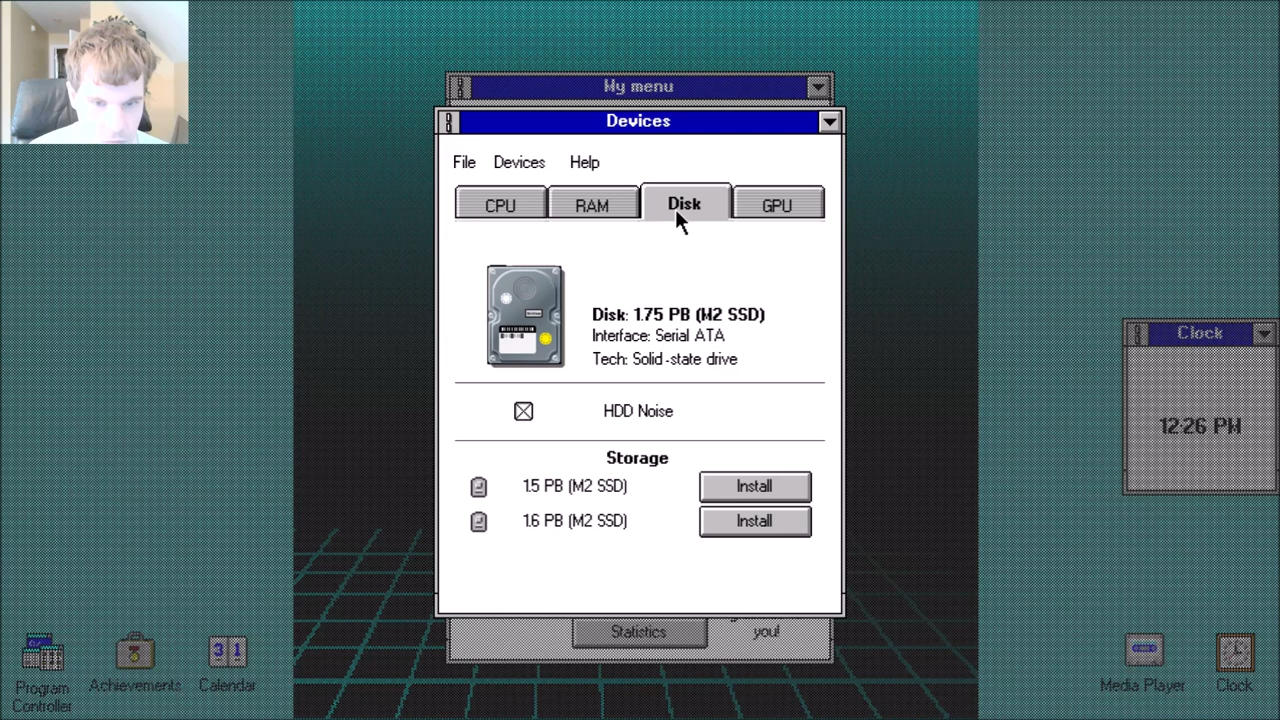 My menu
Devices
File Devices Help
CPU RAM Disk GPU
Disk: 1.75 PB (M2 SSD)
Interface: Serial ATA
Tech: Solid-state drive
HDD Noise
Storage
1.5 PB (M2 SSD) Install
1.6 PB (M2 SSD) Install
Statistics
you!
Clock
12:26 PM
Program
Controller
Achievements
3 1
Calendar
Media Player
Clock